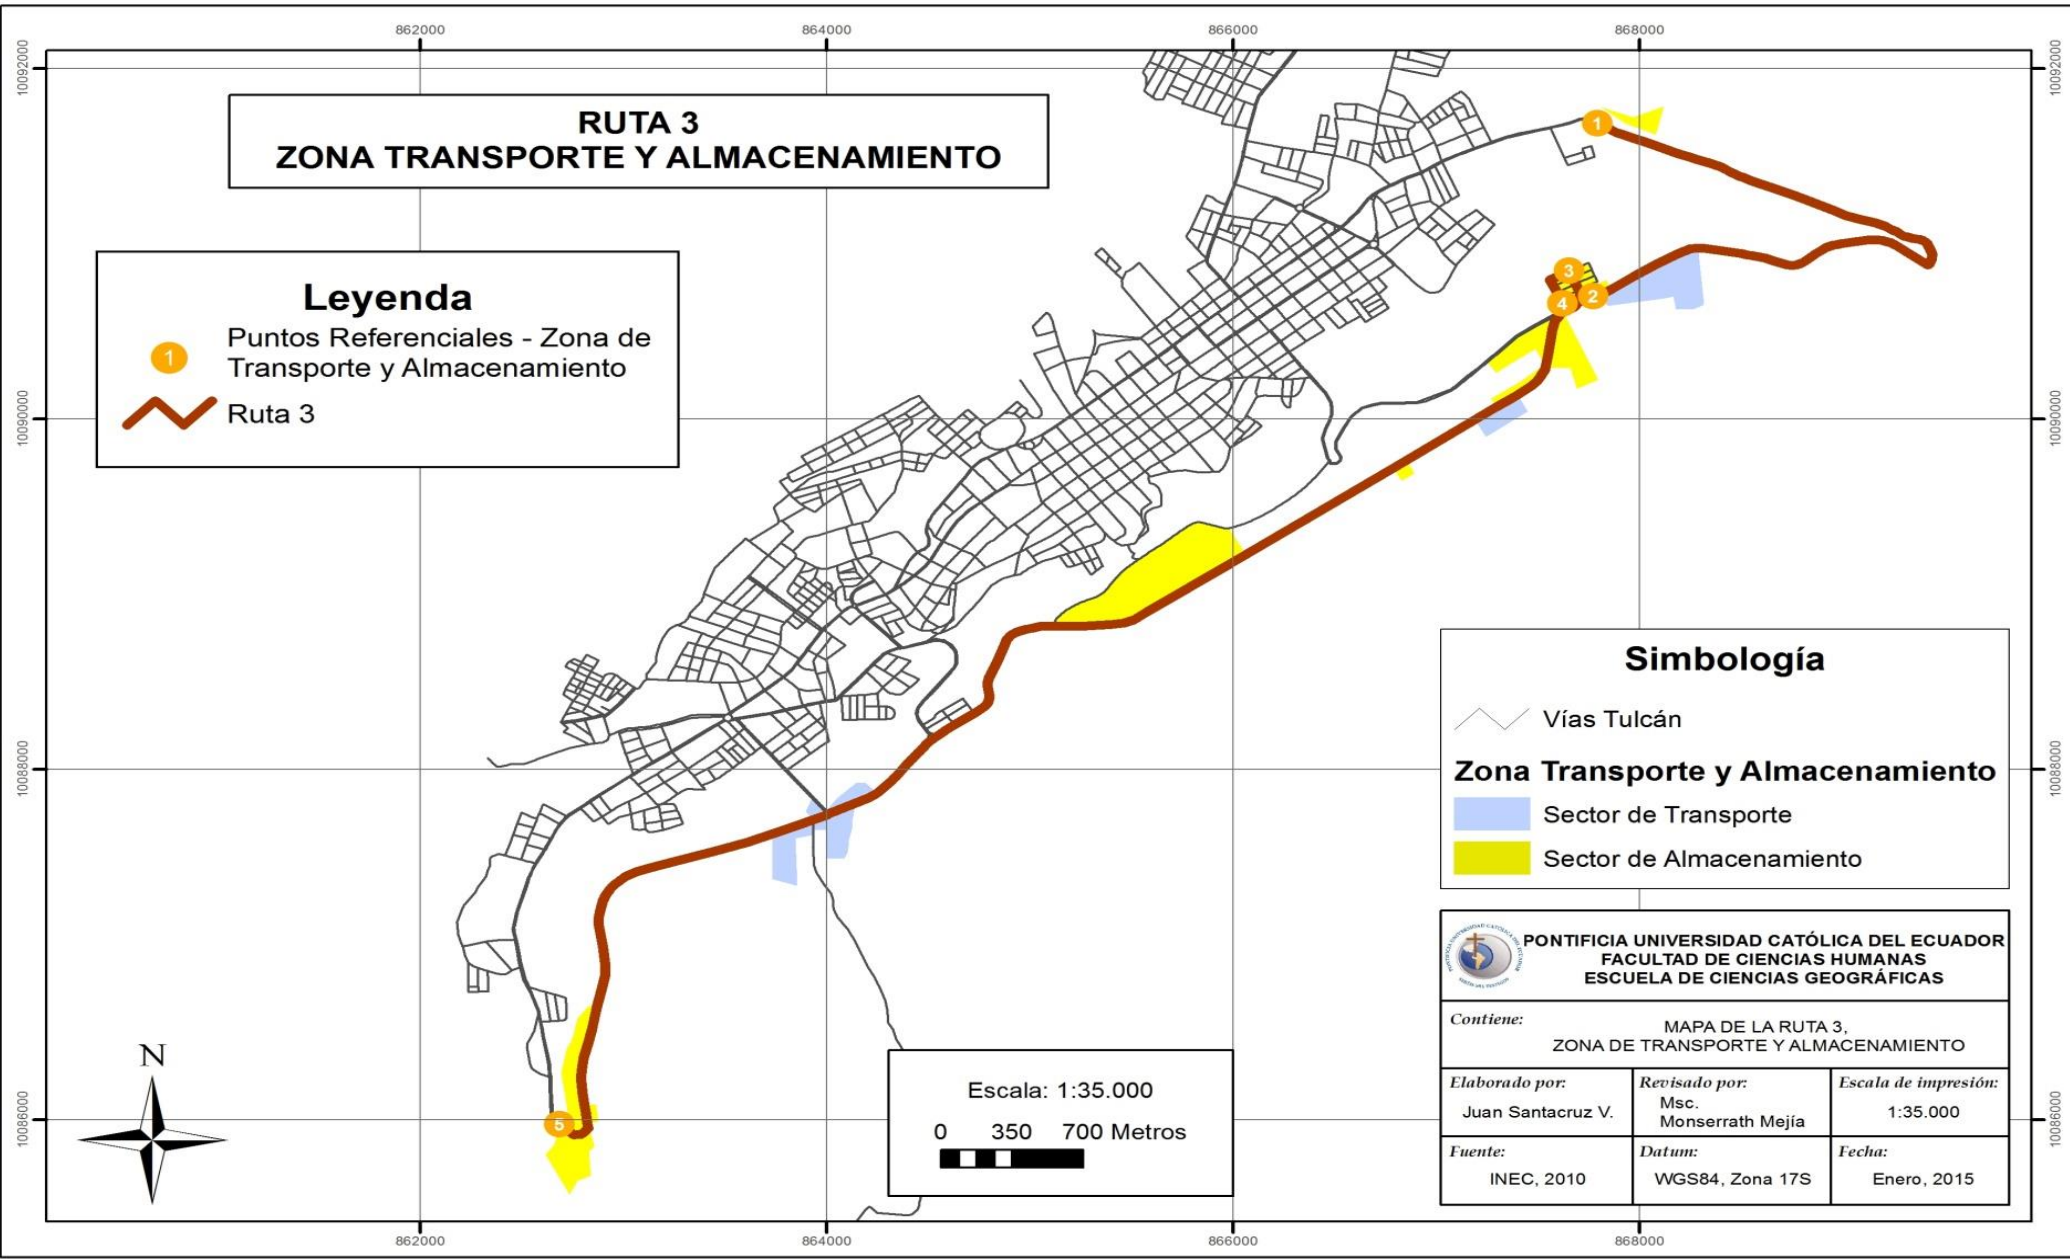 862000
864000
866000
868000
10092000
10092000
RUTA 3
ZONA TRANSPORTE Y ALMACENAMIENTO
1
Leyenda
1
Puntos Referenciales - Zona de
Transporte y Almacenamiento
Ruta 3
3
2
4
10090000
10090000
Simbología
Vías Tulcán
Zona Transporte y Almacenamiento
Sector de Transporte
Sector de Almacenamiento
10088000
10088000
PONTIFICIA UNIVERSIDAD CATÓLICA DEL ECUADOR
FACULTAD DE CIENCIAS HUMANAS
ESCUELA DE CIENCIAS GEOGRÁFICAS
Contiene:
MAPA DE LA RUTA 3,
ZONA DE TRANSPORTE Y ALMACENAMIENTO
Elaborado por:
Juan Santacruz V.
Revisado por:
Msc.
Monserrath Mejía
Escala de impresión:
1:35.000
Fuente:
INEC, 2010
Datum:
WGS84, Zona 17S
Fecha:
Enero, 2015
N
Escala: 1:35.000
0 350 700 Metros
5
10086000
10086000
862000
864000
866000
868000